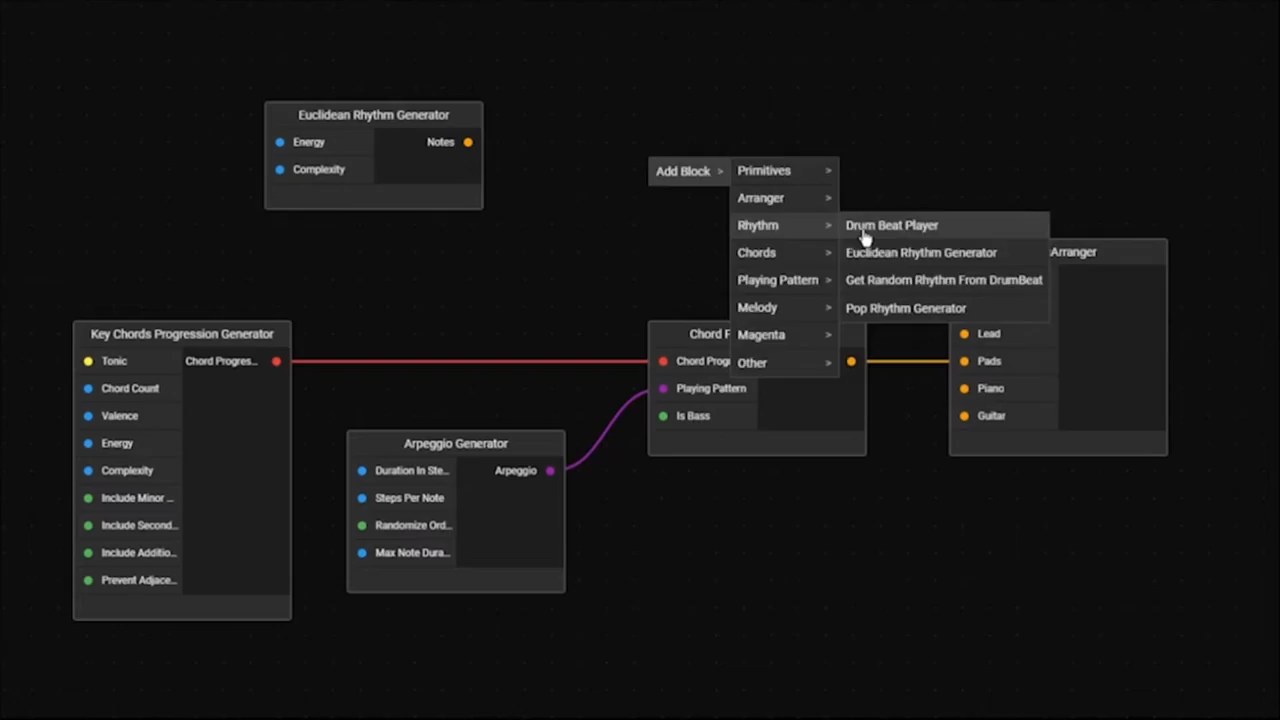 Euclidean Rhythm Generator
Energy
Notes
Complexity
Add Block >
Primitives >
Arranger >
Rhythm >
Chords >
Playing Pattern >
Melody >
Magenta >
Other >
Drum Beat Player
Euclidean Rhythm Generator
Get Random Rhythm From DrumBeat
Pop Rhythm Generator
Arranger
Lead
Pads
Piano
Guitar
Key Chords Progression Generator
Tonic
Chord Progres...
Chord Count
Valence
Energy
Complexity
Include Minor ...
Include Second...
Include Additio...
Prevent Adjace...
Arpeggio Generator
Duration In Ste...
Arpeggio
Steps Per Note
Randomize Ord...
Max Note Dura...
Chord
Chord Prog
Playing Pattern
Is Bass